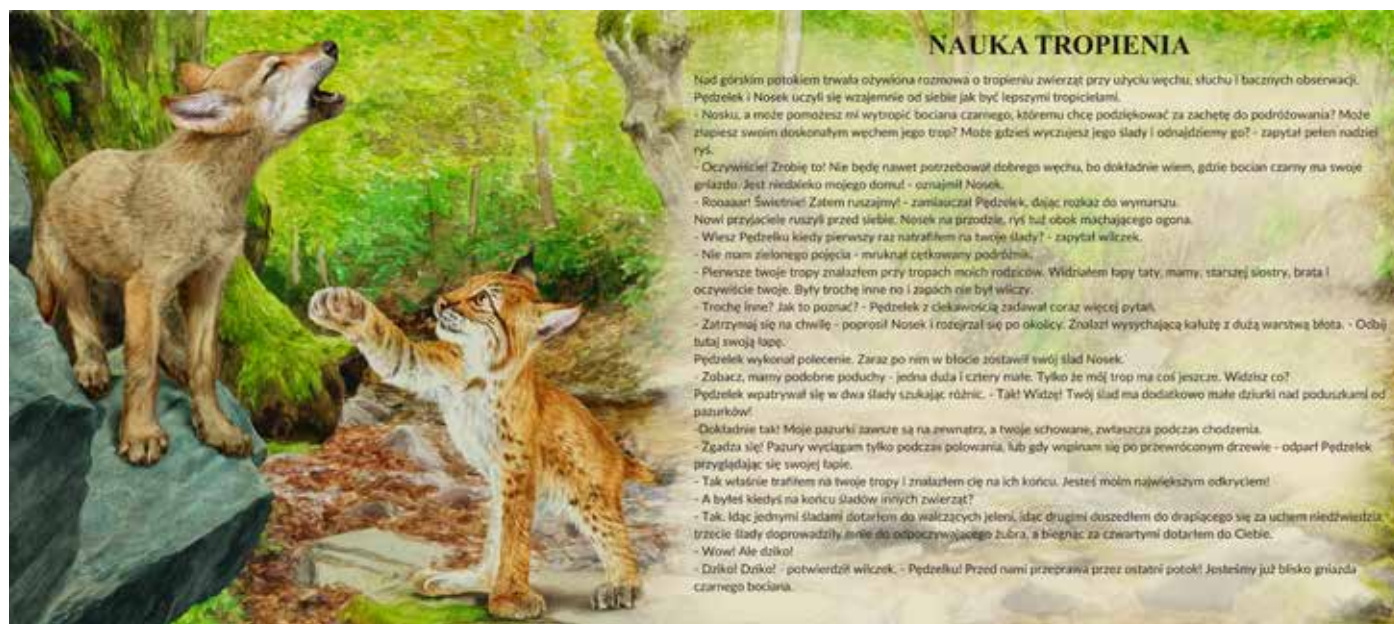 NAUKA TROPIENIA
Nad górskim potokiem trwała ożywiona rozmowa o tropieniu zwierząt przy użyciu węchu, słuchu i bacznych obserwacji.
Pędzelek i Nosek uczyli się wzajemnie od siebie jak być lepszymi tropicielami.
- Nosku, a może pomożesz mi wytropić bociana czarnego, któremu chcę podziękować za zachętę do podróżowania? Może
złapiesz swoim doskonałym węchem jego trop? Może gdzieś wyczujesz jego ślady i odnajdziemy go? - zapytał pełen nadziei
ryś.
- Oczywiście! Zrobię to! Nie będę nawet potrzebował dobrego węchu, bo dokładnie wiem, gdzie bocian czarny ma swoje
gniazdo. Jest niedaleko mojego domu! - oznajmił Nosek.
- Rooaaar! Świetnie! Zatem ruszajmy! - zamiauczał Pędzelek, dając rozkaz do wymarszu.
Nowi przyjaciele ruszyli przed siebie. Nosek na przodzie, ryś tuż obok machającego ogona.
- Wiesz Pędzelku kiedy pierwszy raz natrafiłem na twoje ślady? - zapytał wilczek.
- Nie mam zielonego pojęcia - mruknął cętkowany podróżnik.
- Pierwsze twoje tropy znalazłem przy tropach moich rodziców. Widziałem łapy taty, mamy, starszej siostry, brata i
oczywiście twoje. Były trochę inne no i zapach nie był wilczy.
- Trochę inne? Jak to poznać? - Pędzelek z ciekawością zadawał coraz więcej pytań.
- Zatrzymaj się na chwilę - poprosił Nosek i rozejrzał się po okolicy. Znalazł wysychającą kałużę z dużą warstwą błota. - Odbij
tutaj swoją łapę.
Pędzelek wykonał polecenie. Zaraz po nim w błocie zostawił swój ślad Nosek.
- Zobacz, mamy podobne poduchy - jedna duża i cztery małe. Tylko że mój trop ma coś jeszcze. Widzisz co?
Pędzelek wpatrywał się w dwa ślady szukając różnic. - Tak! Widzę! Twój ślad ma dodatkowo małe dziurki nad poduszkami od
pazurków!
-Dokładnie tak! Moje pazurki zawsze są na zewnątrz, a twoje schowane, zwłaszcza podczas chodzenia.
- Zgadza się! Pazury wyciągam tylko podczas polowania, lub gdy wspinam się po przewróconym drzewie - odparł Pędzelek
przyglądając się swojej łapie.
- Tak właśnie trafiłem na twoje tropy i znalazłem cię na ich końcu. Jesteś moim największym odkryciem!
- A byłeś kiedyś na końcu śladów innych zwierząt?
- Tak. Idąc jednymi śladami dotarłem do walczących jeleni, idąc drugimi doszedłem do drapiącego się za uchem niedźwiedzia,
trzecie ślady doprowadziły mnie do odpoczywającego żubra, a biegnąc za czwartymi dotarłem do Ciebie.
- Wow! Ale dziko!
- Dziko! Dziko! - potwierdził wilczek. - Pędzelku! Przed nami przeprawa przez ostatni potok! Jesteśmy już blisko gniazda
czarnego bociana.